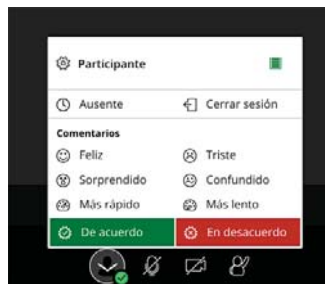 Participante
Ausente Cerrar sesión
Comentarios
Feliz Triste
Sorprendido Confundido
Más rápido Más lento
De acuerdo En desacuerdo